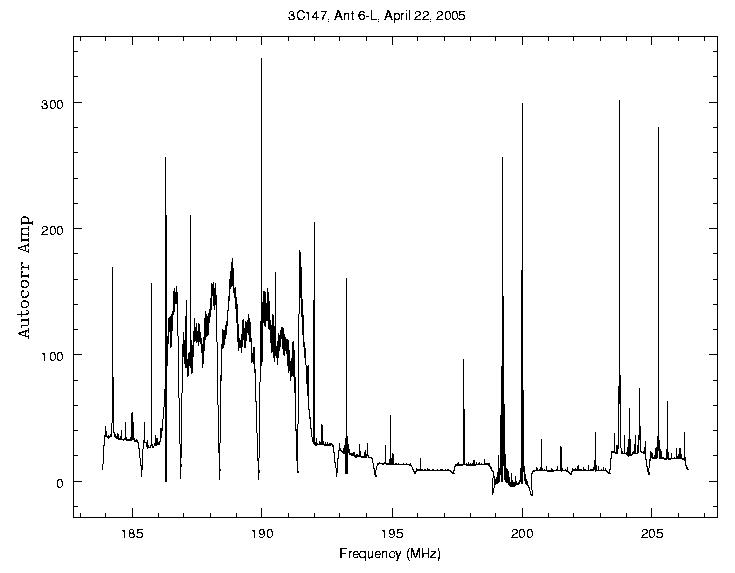 3C147, Ant 6-L, April 22, 2005
300
200
100
0
Autocorr Amp
185 190 195 200 205
Frequency (MHz)